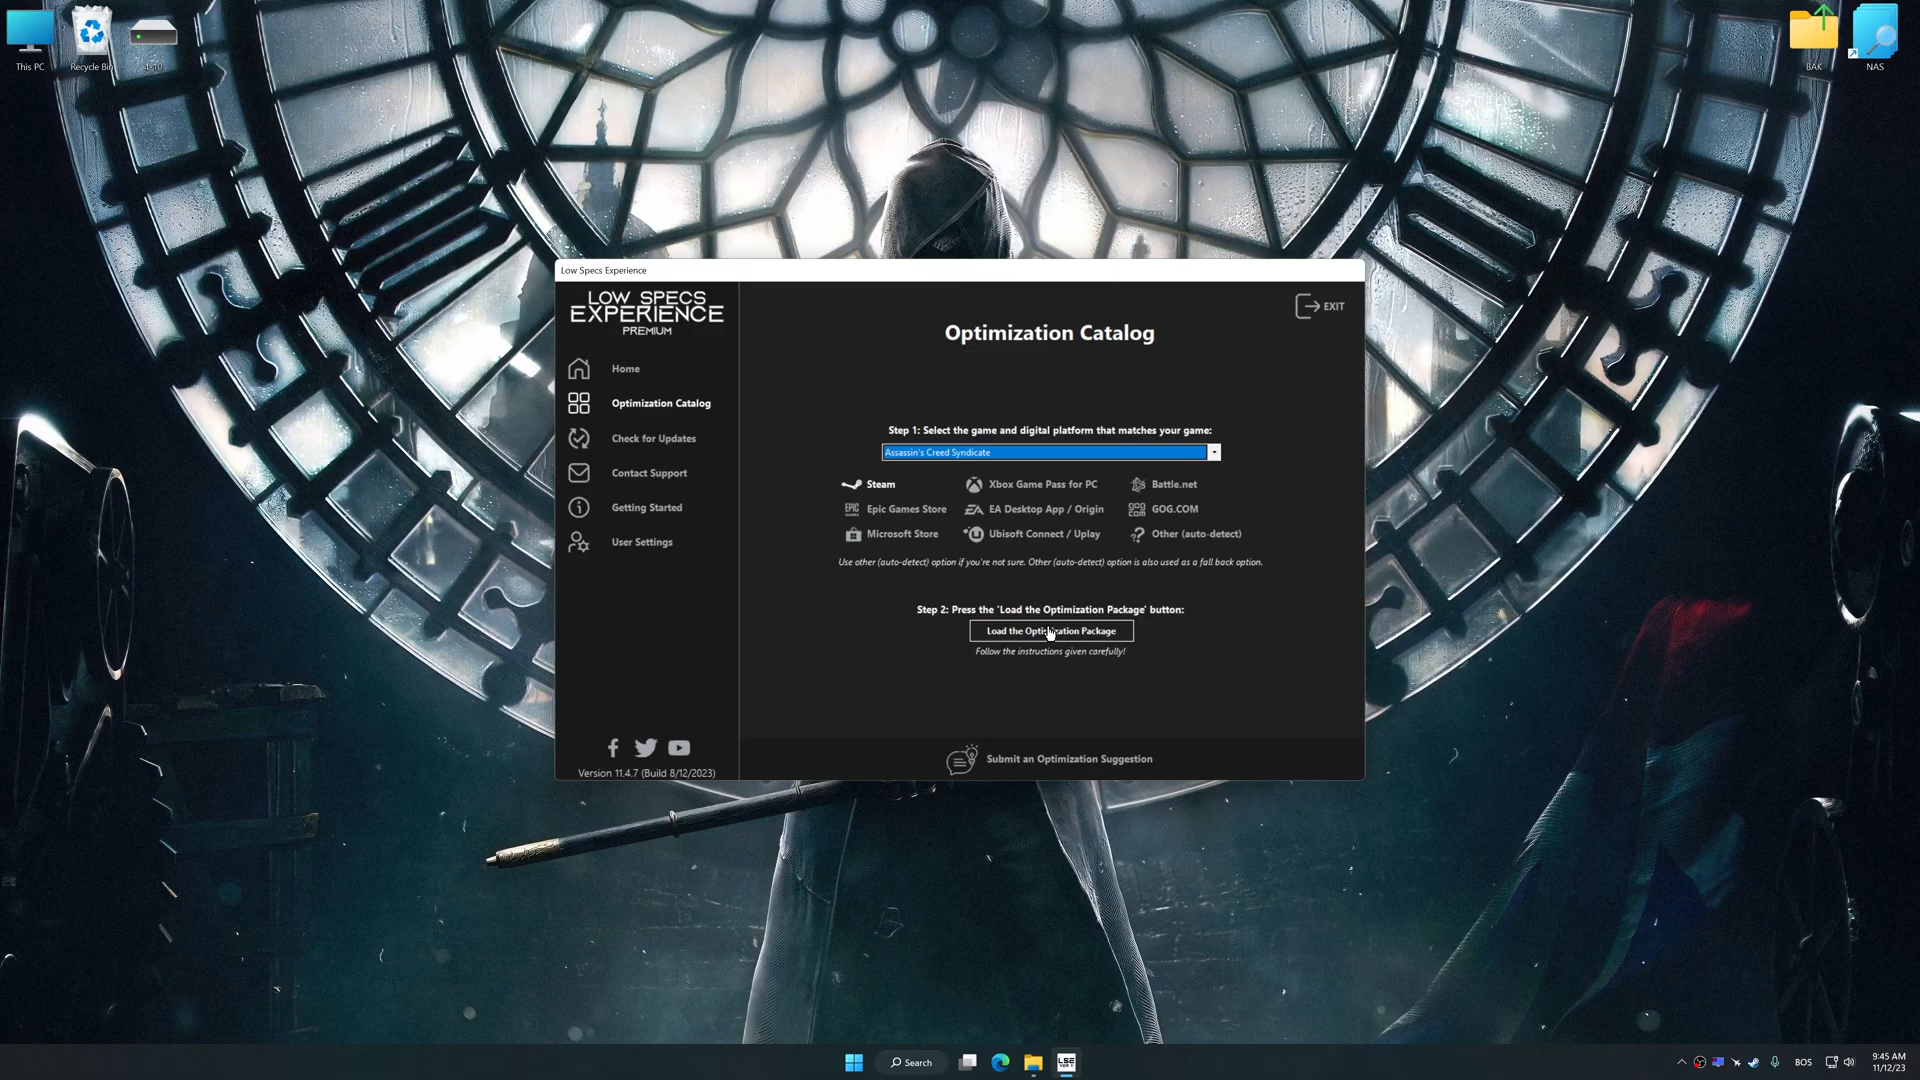 This PC
Recycle Bin
BAK
NAS
Low Specs Experience
LOW SPECS
EXPERIENCE
PREMIUM
EXIT
Optimization Catalog
Home
Optimization Catalog
Check for Updates
Contact Support
Getting Started
User Settings
Step 1: Select the game and digital platform that matches your game:
Assassin's Creed Syndicate
Steam
Xbox Game Pass for PC
Battle.net
EPIC
Epic Games Store
EA Desktop App / Origin
GOG.COM
Microsoft Store
Ubisoft Connect / Uplay
Other (auto-detect)
Use other (auto-detect) option if you're not sure. Other (auto-detect) option is also used as a fall back option.
Step 2: Press the 'Load the Optimization Package' button:
Load the Optimization Package
Follow the instructions given carefully!
Submit an Optimization Suggestion
Version 11.4.7 (Build 8/12/2023)
Search
LSE
BOS
9:45 AM
11/12/23